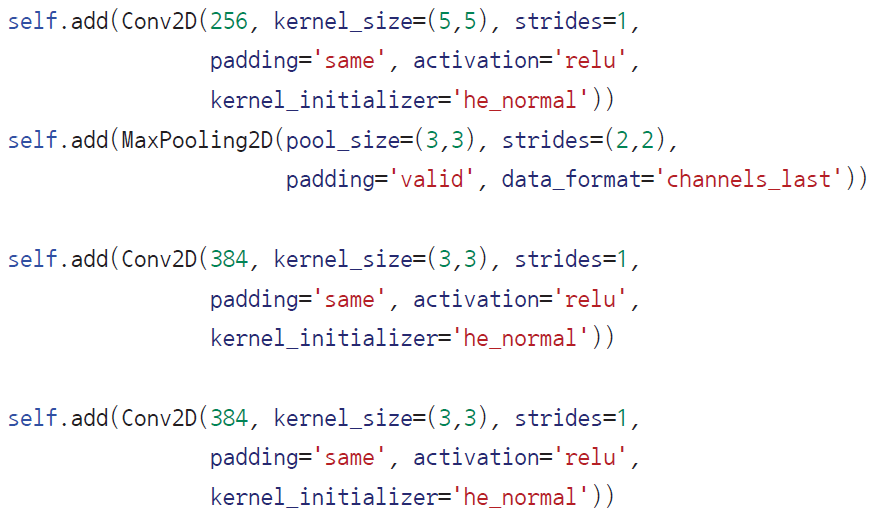 self.add(Conv2D(256, kernel_size=(5,5), strides=1,
                padding='same', activation='relu',
                kernel_initializer='he_normal'))
self.add(MaxPooling2D(pool_size=(3,3), strides=(2,2),
                      padding='valid', data_format='channels_last'))

self.add(Conv2D(384, kernel_size=(3,3), strides=1,
                padding='same', activation='relu',
                kernel_initializer='he_normal'))

self.add(Conv2D(384, kernel_size=(3,3), strides=1,
                padding='same', activation='relu',
                kernel_initializer='he_normal'))